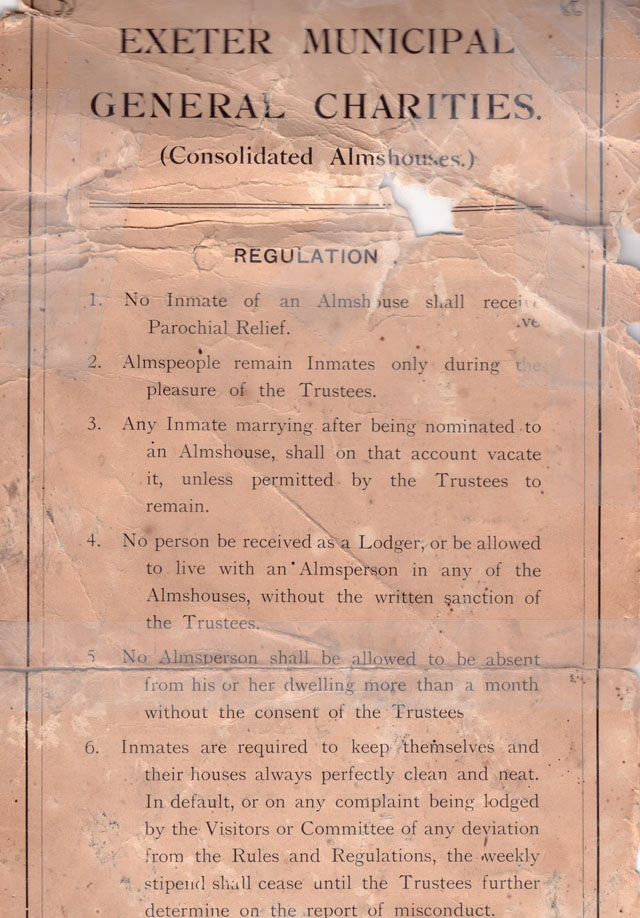 EXETER MUNICIPAL
GENERAL CHARITIES.
(Consolidated Almshouses.)
REGULATION
1. No Inmate of an Almshouse shall receive
Parochial Relief.
2. Almspeople remain Inmates only during the
pleasure of the Trustees.
3. Any Inmate marrying after being nominated to
an Almshouse, shall on that account vacate
it, unless permitted by the Trustees to
remain.
4. No person be received as a Lodger, or be allowed
to live with an Almsperson in any of the
Almshouses, without the written sanction of
the Trustees.
5 No Almsperson shall be allowed to be absent
from his or her dwelling more than a month
without the consent of the Trustees
6. Inmates are required to keep themselves and
their houses always perfectly clean and neat.
In default, or on any complaint being lodged
by the Visitors or Committee of any deviation
from the Rules and Regulations, the weekly
stipend shall cease until the Trustees further
determine on the report of misconduct.